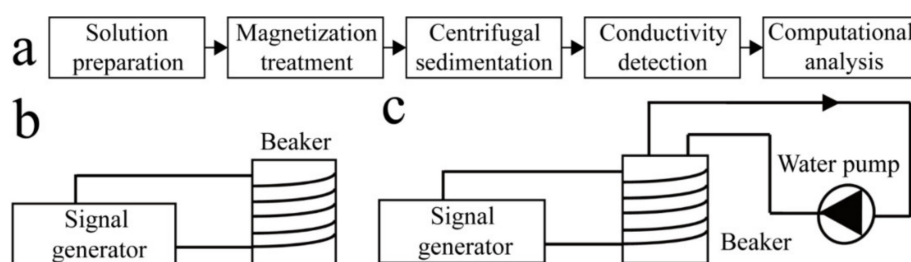 a
Solution
preparation
Magnetization
treatment
Centrifugal
sedimentation
Conductivity
detection
Computational
analysis
b
Beaker
Signal
generator
c
Water pump
Signal
generator
Beaker